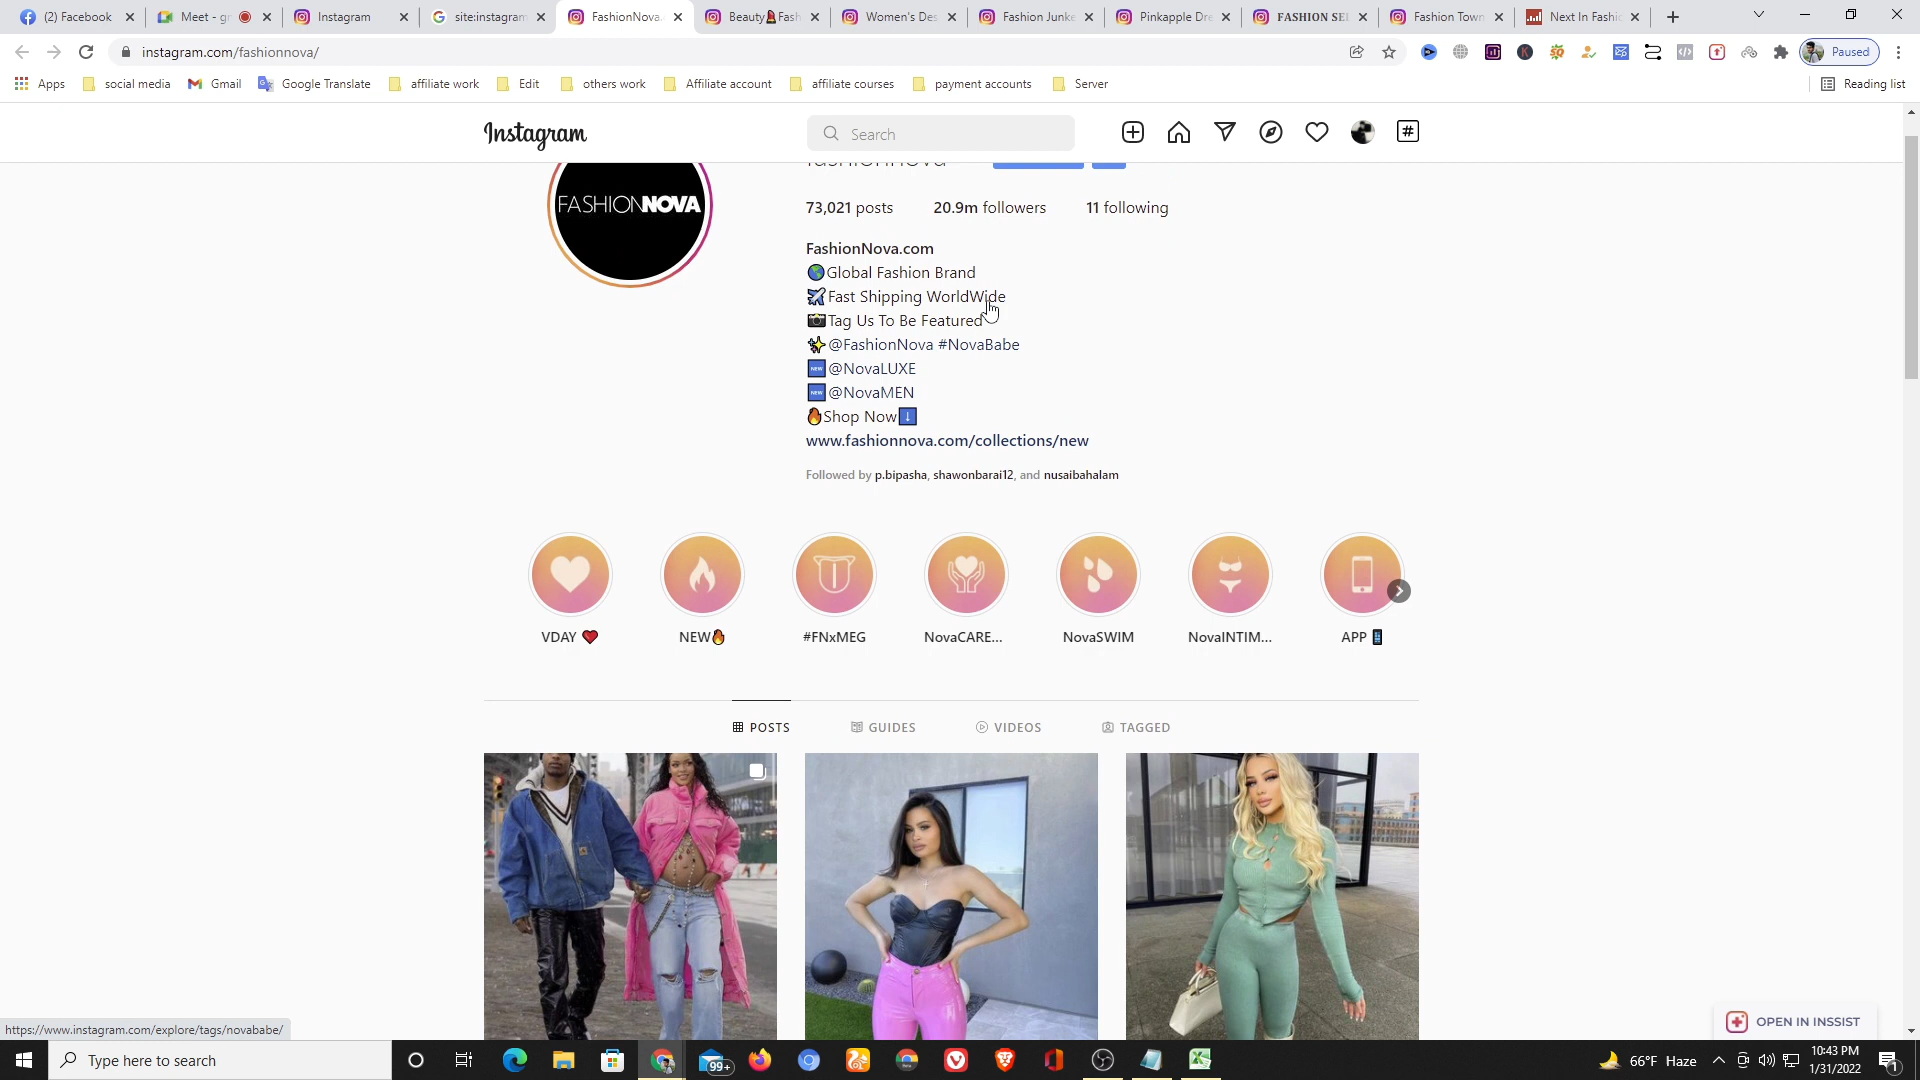 (2) Facebook
Meet - gr
Instagram
site:instagram
FashionNova.
Beauty💄Fash
Women's Des
Fashion Junke
Pinkapple Dre
FASHION SEL
Fashion Town
Next In Fashio
instagram.com/fashionnova/
Paused
Apps
social media
Gmail
Google Translate
affiliate work
Edit
others work
Affiliate account
affiliate courses
payment accounts
Server
Reading list
Instagram
Search
fashionnova
FASHIONNOVA
73,021 posts 20.9m followers 11 following
FashionNova.com
🌎Global Fashion Brand
✈️Fast Shipping WorldWide
📸Tag Us To Be Featured
✨@FashionNova #NovaBabe
🆕@NovaLUXE
🆕@NovaMEN
🔥Shop Now⬇️
www.fashionnova.com/collections/new
Followed by p.bipasha, shawonbarai12, and nusaibahalam
VDAY ❤️
NEW🔥
#FNxMEG
NovaCARE...
NovaSWIM
NovaINTIM...
APP📱
POSTS
GUIDES
VIDEOS
TAGGED
OPEN IN INSSIST
https://www.instagram.com/explore/tags/novababe/
Type here to search
99+
66°F Haze
10:43 PM
1/31/2022
1